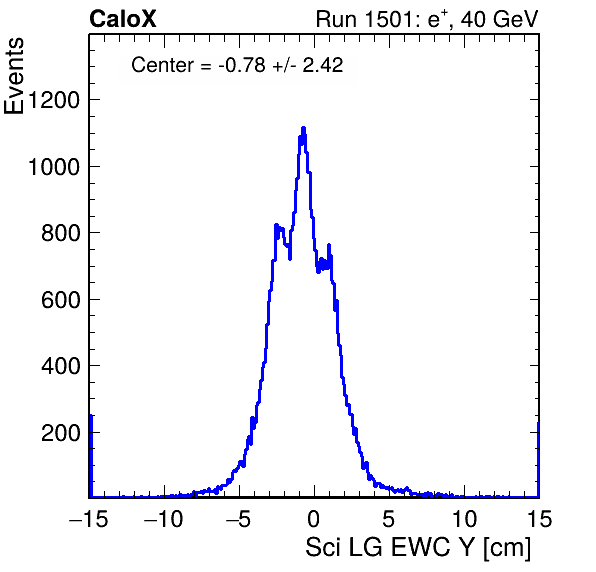 CaloX Run 1501: e⁺, 40 GeV
Center = -0.78 +/- 2.42
Events
1200
1000
800
600
400
200
−15 −10 −5 0 5 10 15
Sci LG EWC Y [cm]